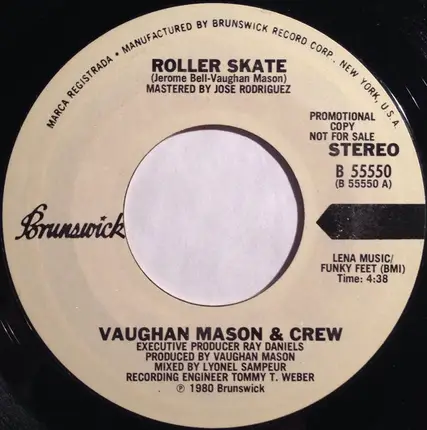 MARCA REGISTRADA • MANUFACTURED BY BRUNSWICK RECORD CORP., NEW YORK, U.S.A.
ROLLER SKATE
(Jerome Bell-Vaughan Mason)
MASTERED BY JOSE RODRIGUEZ
PROMOTIONAL
COPY
NOT FOR SALE
STEREO
B 55550
(B 55550 A)
Brunswick
LENA MUSIC/
FUNKY FEET (BMI)
Time: 4:38
VAUGHAN MASON & CREW
EXECUTIVE PRODUCER RAY DANIELS
PRODUCED BY VAUGHAN MASON
MIXED BY LYONEL SAMPEUR
RECORDING ENGINEER TOMMY T. WEBER
℗ 1980 Brunswick